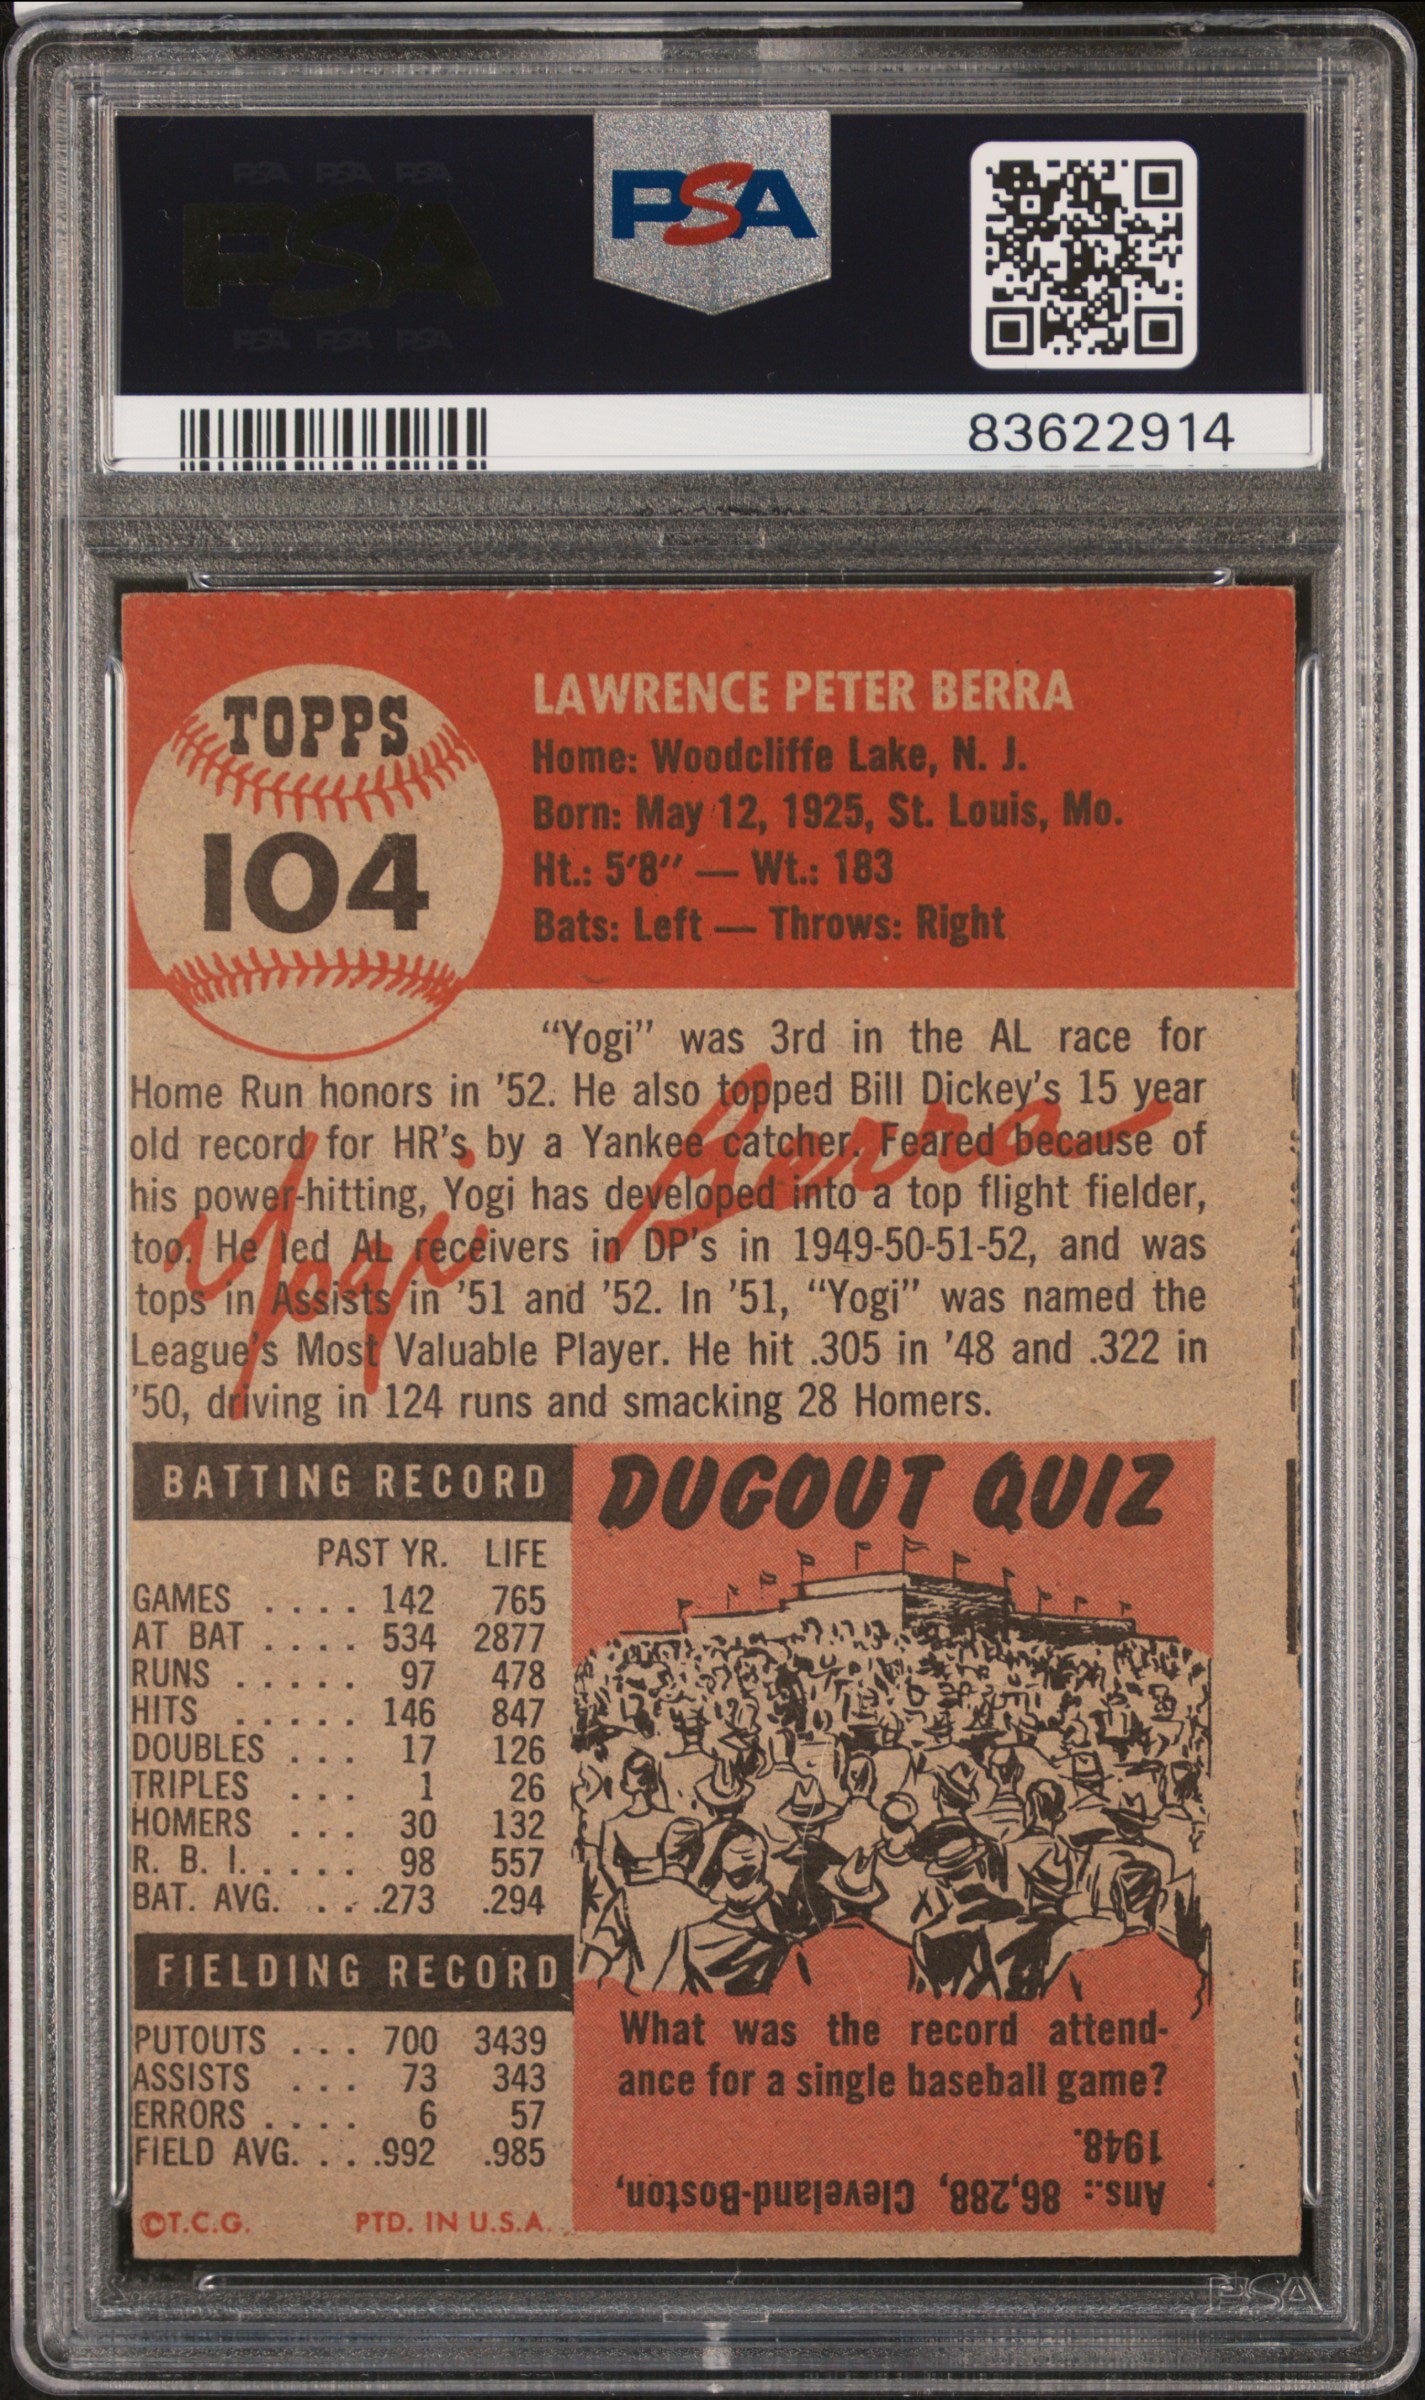 PSA PSA PSA
PSA
PSA PSA PSA
PSA
83622914
TOPPS
104
LAWRENCE PETER BERRA
Home: Woodcliffe Lake, N. J.
Born: May 12, 1925, St. Louis, Mo.
Ht.: 5'8" — Wt.: 183
Bats: Left — Throws: Right
"Yogi" was 3rd in the AL race for
Home Run honors in '52. He also topped Bill Dickey's 15 year
old record for HR's by a Yankee catcher. Feared because of
his power-hitting, Yogi has developed into a top flight fielder,
too. He led AL receivers in DP's in 1949-50-51-52, and was
tops in Assists in '51 and '52. In '51, "Yogi" was named the
League's Most Valuable Player. He hit .305 in '48 and .322 in
'50, driving in 124 runs and smacking 28 Homers.
Yogi Berra
BATTING RECORD
PAST YR. LIFE
GAMES .... 142 765
AT BAT .... 534 2877
RUNS ..... 97 478
HITS ..... 146 847
DOUBLES ... 17 126
TRIPLES ... 1 26
HOMERS ... 30 132
R. B. I. .... 98 557
BAT. AVG. ... .273 .294
FIELDING RECORD
PUTOUTS ... 700 3439
ASSISTS ... 73 343
ERRORS .... 6 57
FIELD AVG. ... .992 .985
©T.C.G. PTD. IN U.S.A.
DUGOUT QUIZ
What was the record attend-
ance for a single baseball game?
Ans.: 86,288, Cleveland-Boston,
1948.
PSA